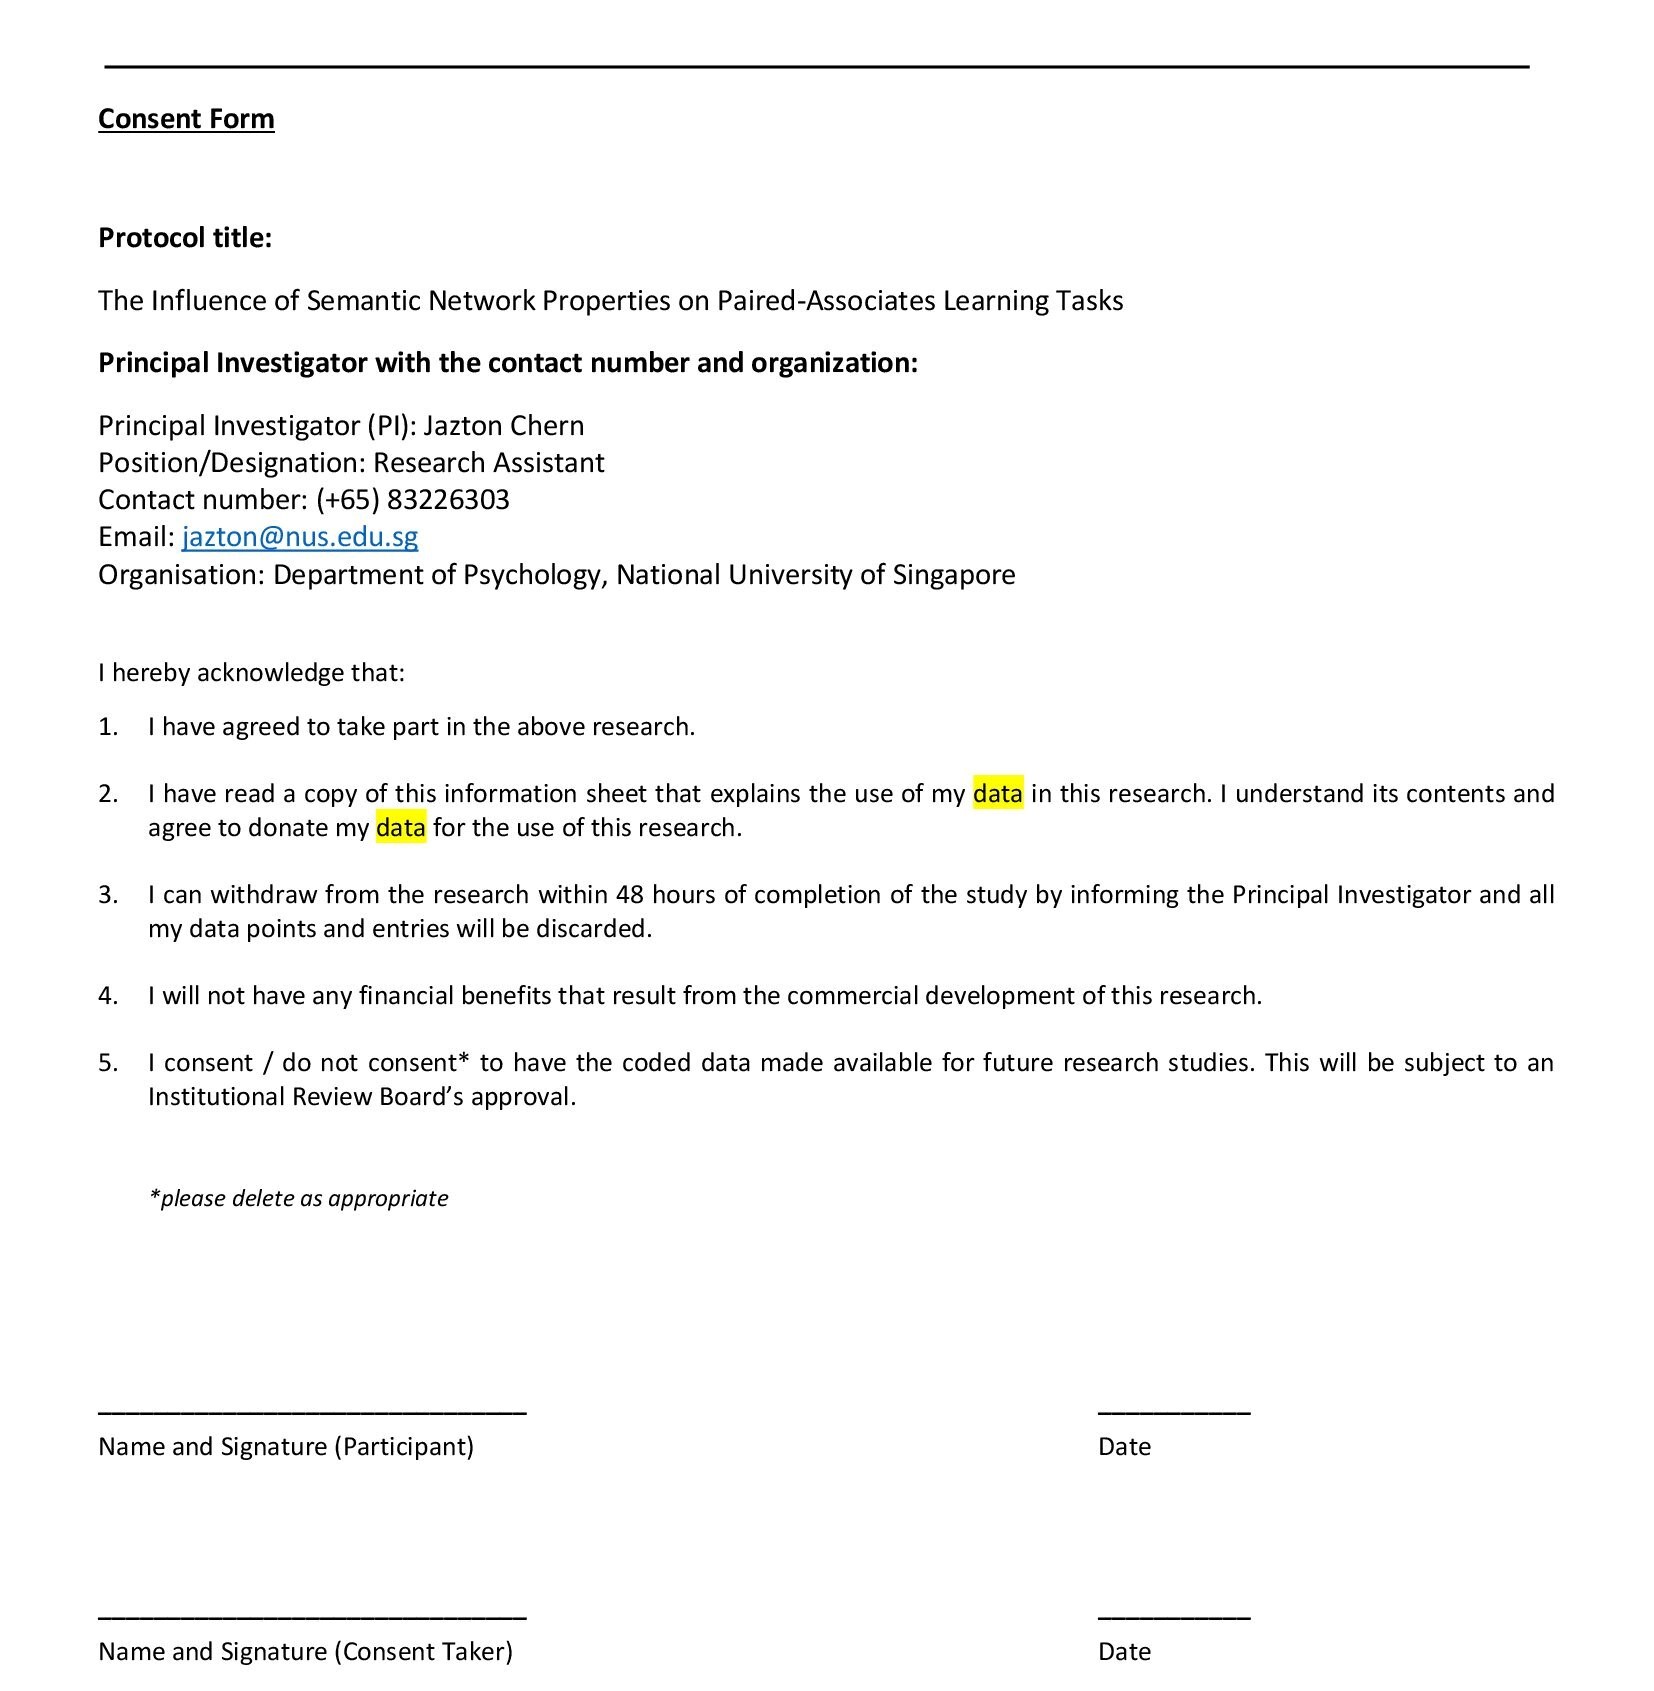 Consent Form
Protocol title:
The Influence of Semantic Network Properties on Paired-Associates Learning Tasks
Principal Investigator with the contact number and organization:
Principal Investigator (PI): Jazton Chern
Position/Designation: Research Assistant
Contact number: (+65) 83226303
Email: jazton@nus.edu.sg
Organisation: Department of Psychology, National University of Singapore
I hereby acknowledge that:
1. I have agreed to take part in the above research.
2. I have read a copy of this information sheet that explains the use of my data in this research. I understand its contents and
agree to donate my data for the use of this research.
3. I can withdraw from the research within 48 hours of completion of the study by informing the Principal Investigator and all
my data points and entries will be discarded.
4. I will not have any financial benefits that result from the commercial development of this research.
5. I consent / do not consent* to have the coded data made available for future research studies. This will be subject to an
Institutional Review Board’s approval.
*please delete as appropriate
Name and Signature (Participant) Date
Name and Signature (Consent Taker) Date